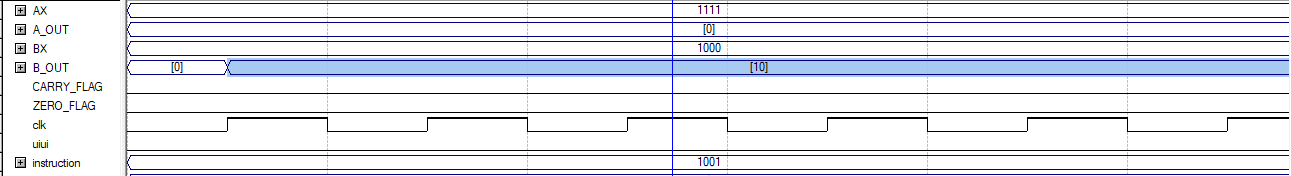 AX 1111
A_OUT [0]
BX 1000
B_OUT [0] [10]
CARRY_FLAG
ZERO_FLAG
clk
uiui
instruction 1001